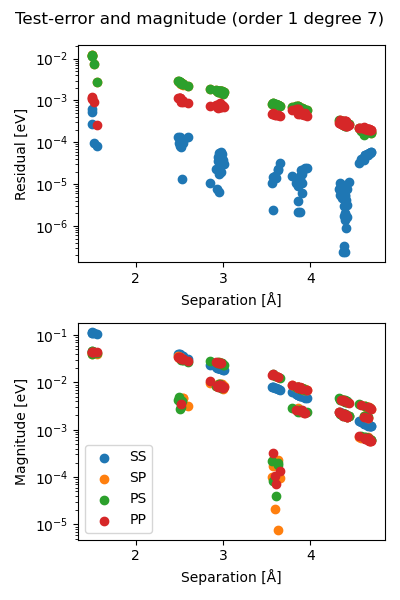 Test-error and magnitude (order 1 degree 7)
10⁻²
10⁻³
10⁻⁴
10⁻⁵
10⁻⁶
Residual [eV]
2
3
4
Separation [Å]
10⁻¹
10⁻²
10⁻³
10⁻⁴
10⁻⁵
Magnitude [eV]
SS
SP
PS
PP
2
3
4
Separation [Å]